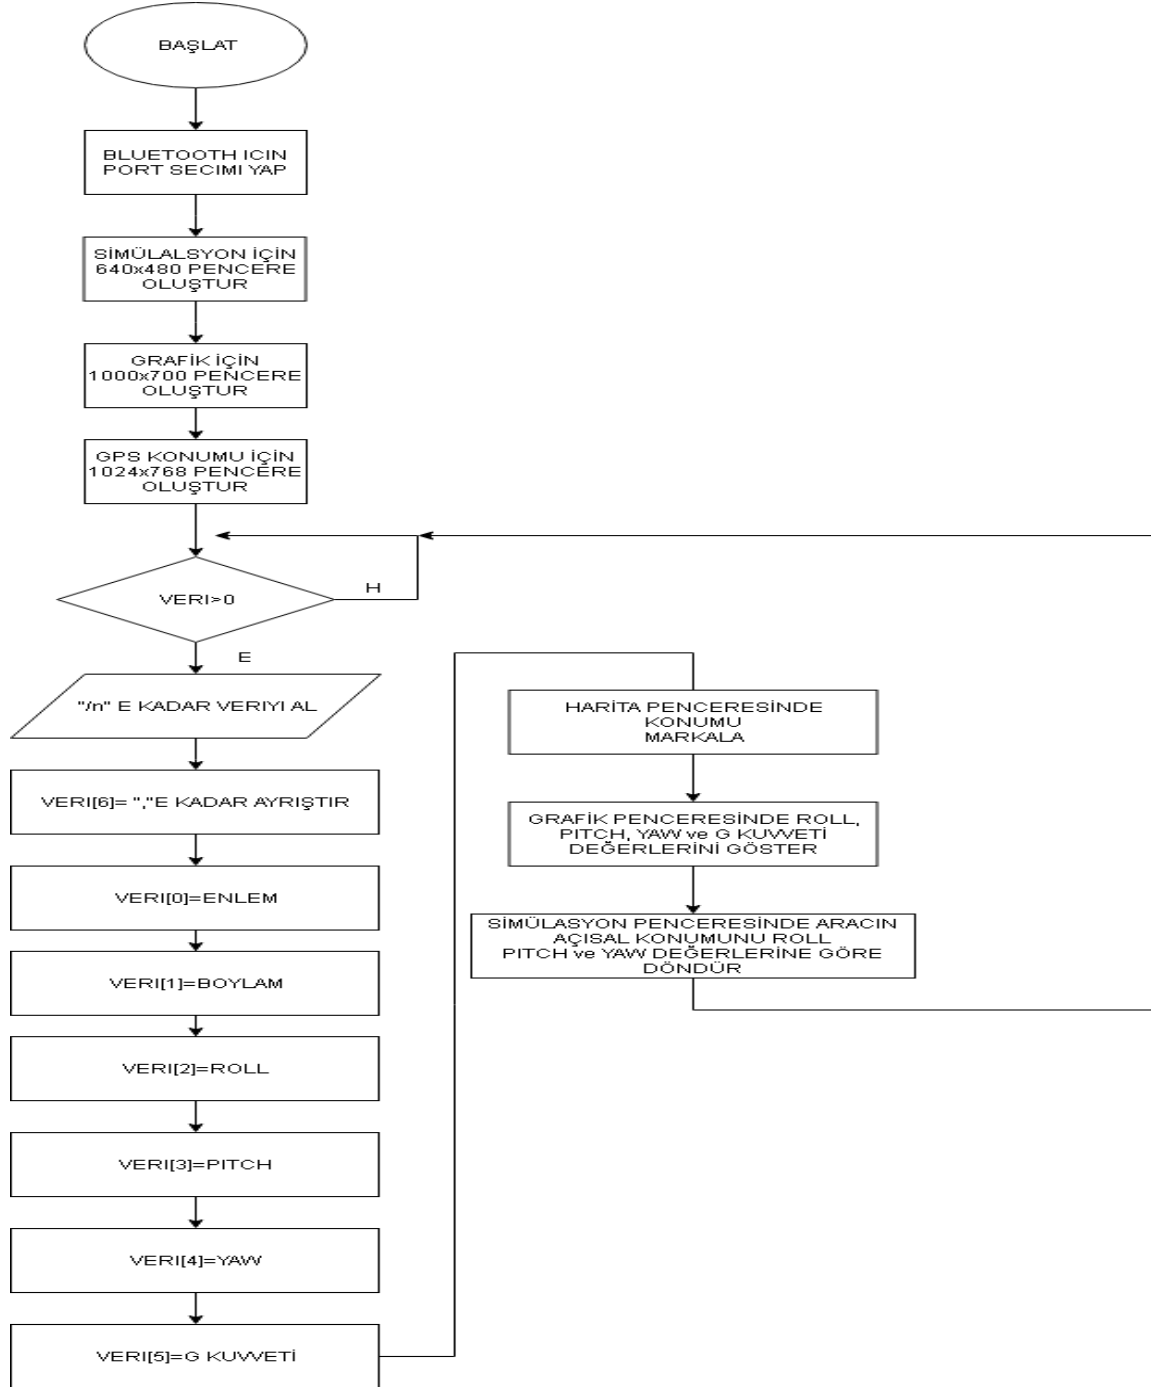 BAŞLAT
BLUETOOTH ICIN
PORT SECIMI YAP
SİMÜLALSYON İÇİN
640x480 PENCERE
OLUŞTUR
GRAFİK İÇİN
1000x700 PENCERE
OLUŞTUR
GPS KONUMU İÇİN
1024x768 PENCERE
OLUŞTUR
VERI>0
H
E
"/n" E KADAR VERIYI AL
VERI[6]= ","E KADAR AYRIŞTIR
VERI[0]=ENLEM
VERI[1]=BOYLAM
VERI[2]=ROLL
VERI[3]=PITCH
VERI[4]=YAW
VERI[5]=G KUVVETİ
HARİTA PENCERESİNDE
KONUMU
MARKALA
GRAFİK PENCERESİNDE ROLL,
PITCH, YAW ve G KUVVETİ
DEĞERLERİNİ GÖSTER
SİMÜLASYON PENCERESİNDE ARACIN
AÇISAL KONUMUNU ROLL
PITCH ve YAW DEĞERLERİNE GÖRE
DÖNDÜR